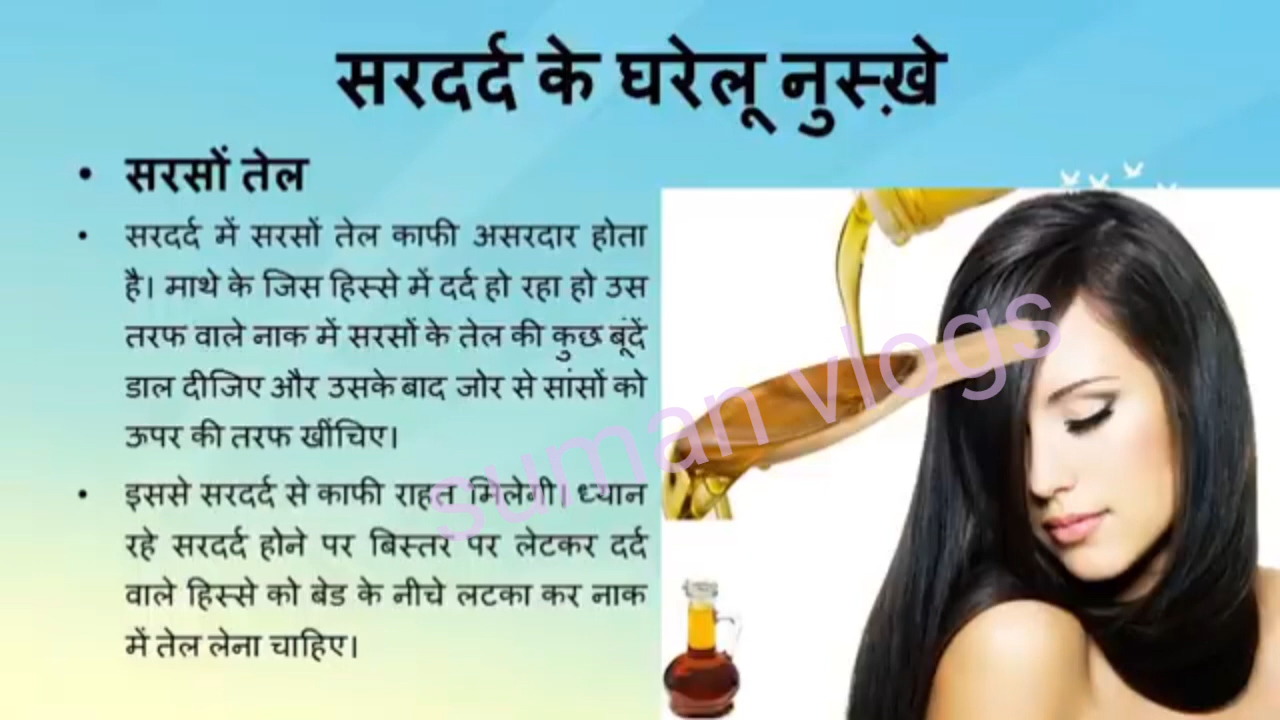 सरदर्द के घरेलू नुस्ख़े
• सरसों तेल
• सरदर्द में सरसों तेल काफी असरदार होता
है। माथे के जिस हिस्से में दर्द हो रहा हो उस
तरफ वाले नाक में सरसों के तेल की कुछ बूंदें
डाल दीजिए और उसके बाद जोर से सांसों को
ऊपर की तरफ खींचिए।
• इससे सरदर्द से काफी राहत मिलेगी। ध्यान
रहे सरदर्द होने पर बिस्तर पर लेटकर दर्द
वाले हिस्से को बेड के नीचे लटका कर नाक
में तेल लेना चाहिए।
suman vlogs